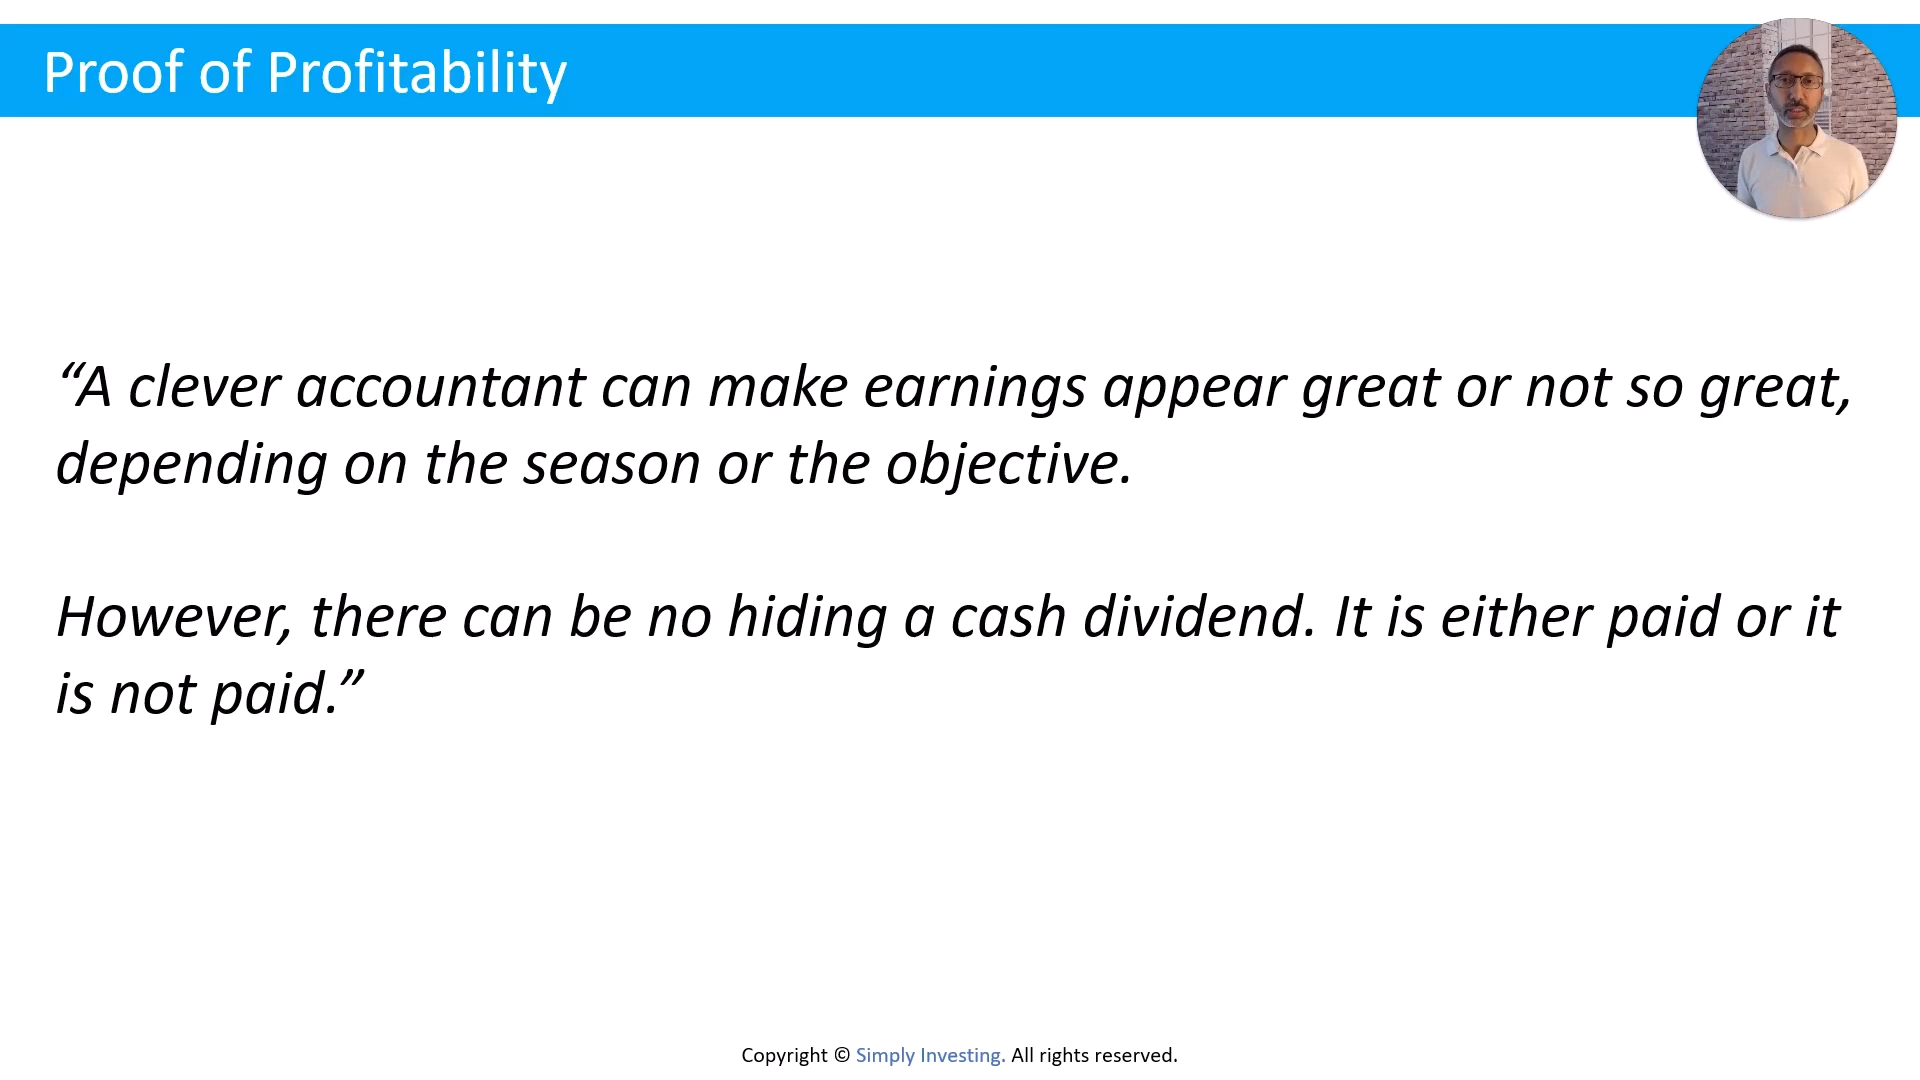 Proof of Profitability
“A clever accountant can make earnings appear great or not so great,
depending on the season or the objective.
However, there can be no hiding a cash dividend. It is either paid or it
is not paid.”
Copyright © Simply Investing. All rights reserved.